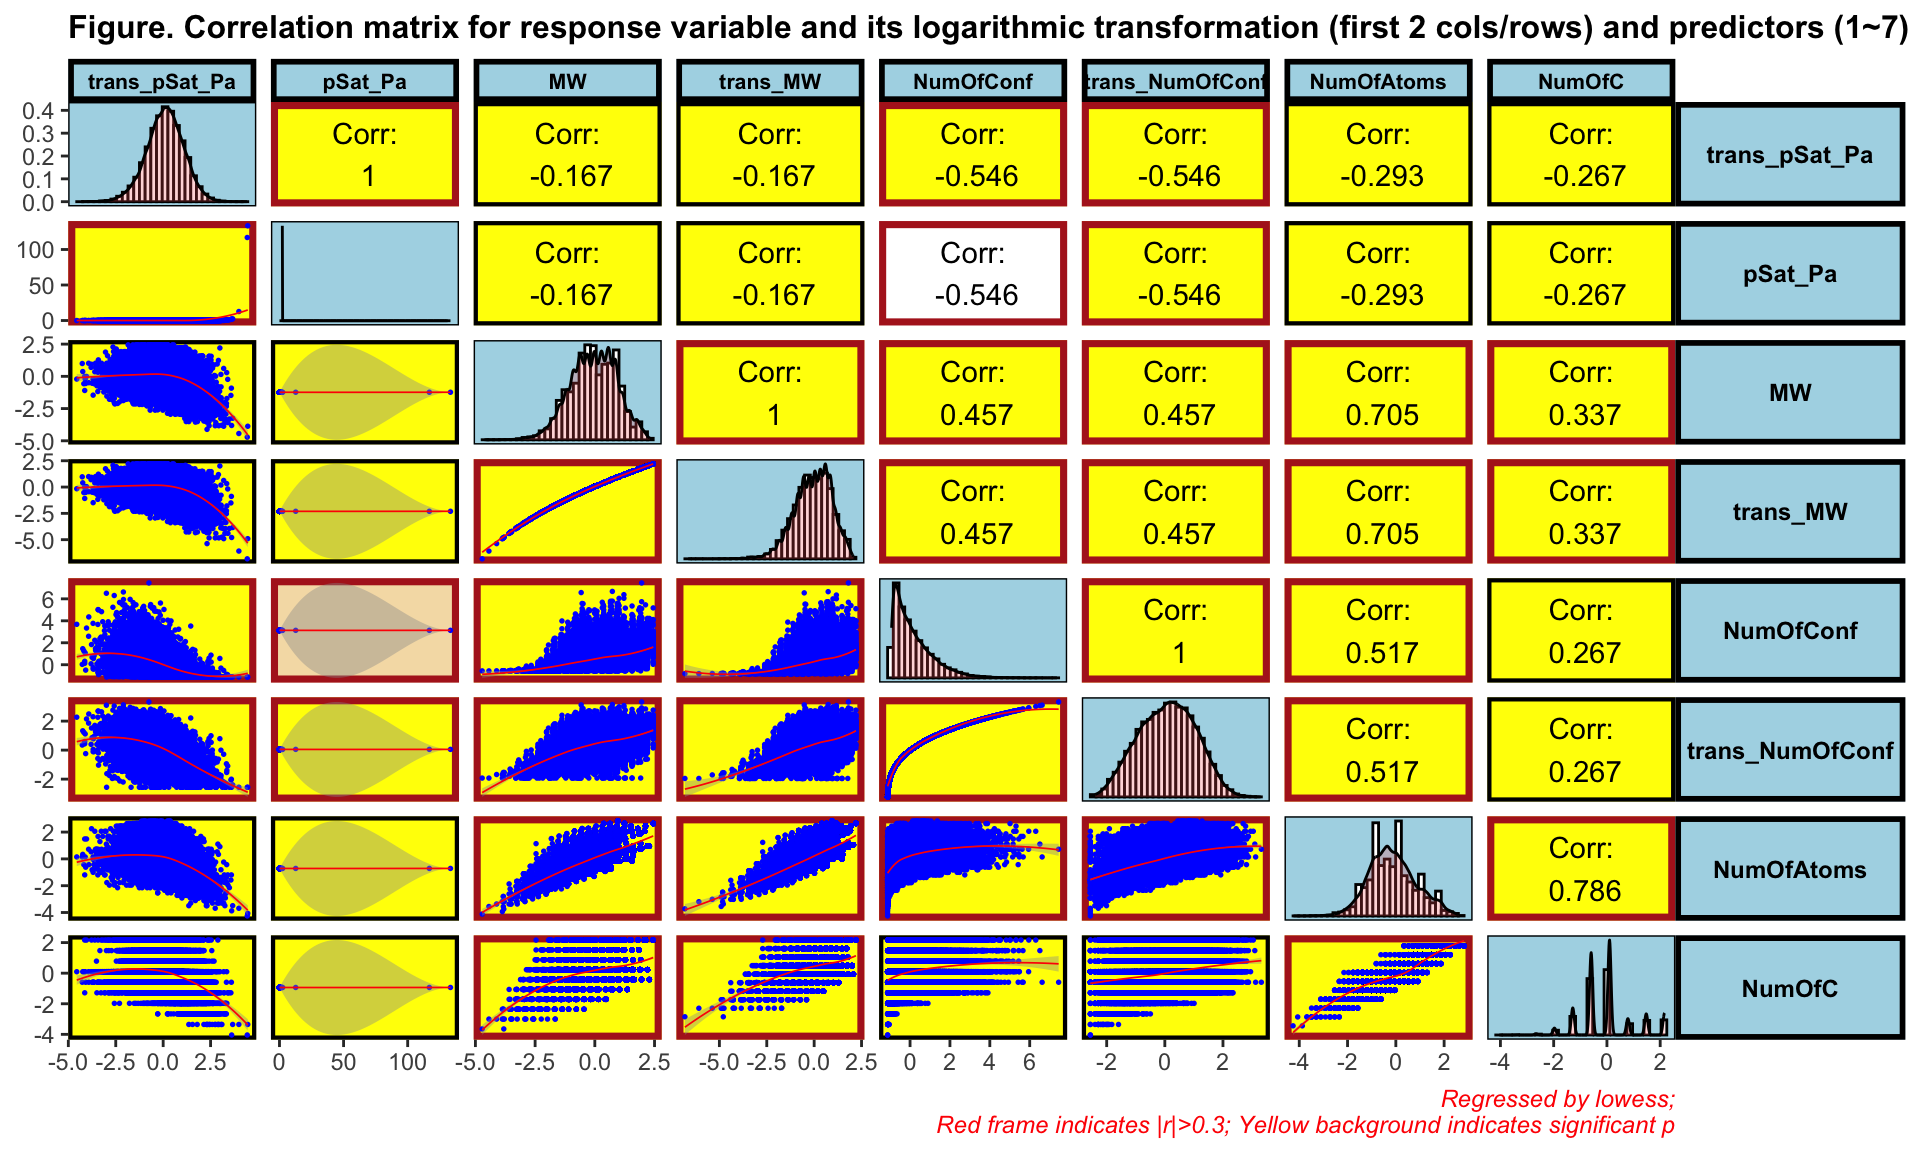 Figure. Correlation matrix for response variable and its logarithmic transformation (first 2 cols/rows) and predictors (1~7)
trans_pSat_Pa pSat_Pa MW trans_MW NumOfConf trans_NumOfConf NumOfAtoms NumOfC
0.4
0.3
0.2
0.1
0.0
Corr: Corr: Corr: Corr: Corr: Corr: Corr:
1 -0.167 -0.167 -0.546 -0.546 -0.293 -0.267
trans_pSat_Pa
100
50
0
Corr: Corr: Corr: Corr: Corr: Corr:
-0.167 -0.167 -0.546 -0.546 -0.293 -0.267
pSat_Pa
2.5
0.0
-2.5
-5.0
Corr: Corr: Corr: Corr: Corr:
1 0.457 0.457 0.705 0.337
MW
2.5
0.0
-2.5
-5.0
Corr: Corr: Corr: Corr:
0.457 0.457 0.705 0.337
trans_MW
6
4
2
0
Corr: Corr: Corr:
1 0.517 0.267
NumOfConf
2
0
-2
Corr: Corr:
0.517 0.267
trans_NumOfConf
2
0
-2
-4
Corr:
0.786
NumOfAtoms
2
0
-2
-4
NumOfC
-5.0 -2.5 0.0 2.5 0 50 100 -5.0 -2.5 0.0 2.5 -5.0 -2.5 0.0 2.5 0 2 4 6 -2 0 2 -4 -2 0 2 -4 -2 0 2
Regressed by lowess;
Red frame indicates |r|>0.3; Yellow background indicates significant p